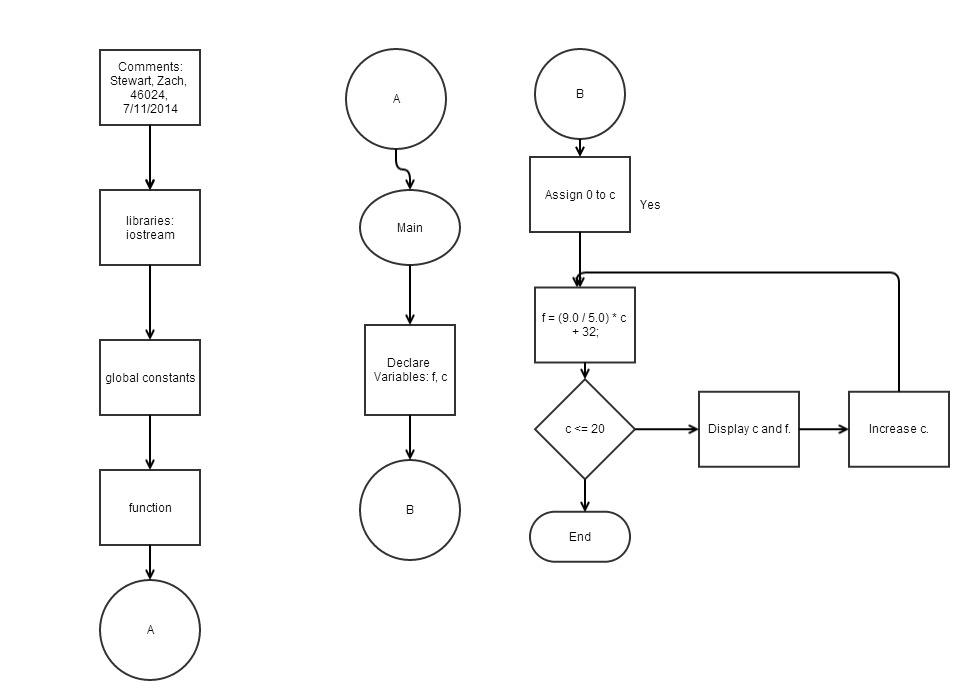 Comments:
Stewart, Zach,
46024,
7/11/2014
libraries:
iostream
global constants
function
A
A
Main
Declare
Variables: f, c
B
B
Assign 0 to c
Yes
f = (9.0 / 5.0) * c
+ 32;
c <= 20
Display c and f.
Increase c.
End